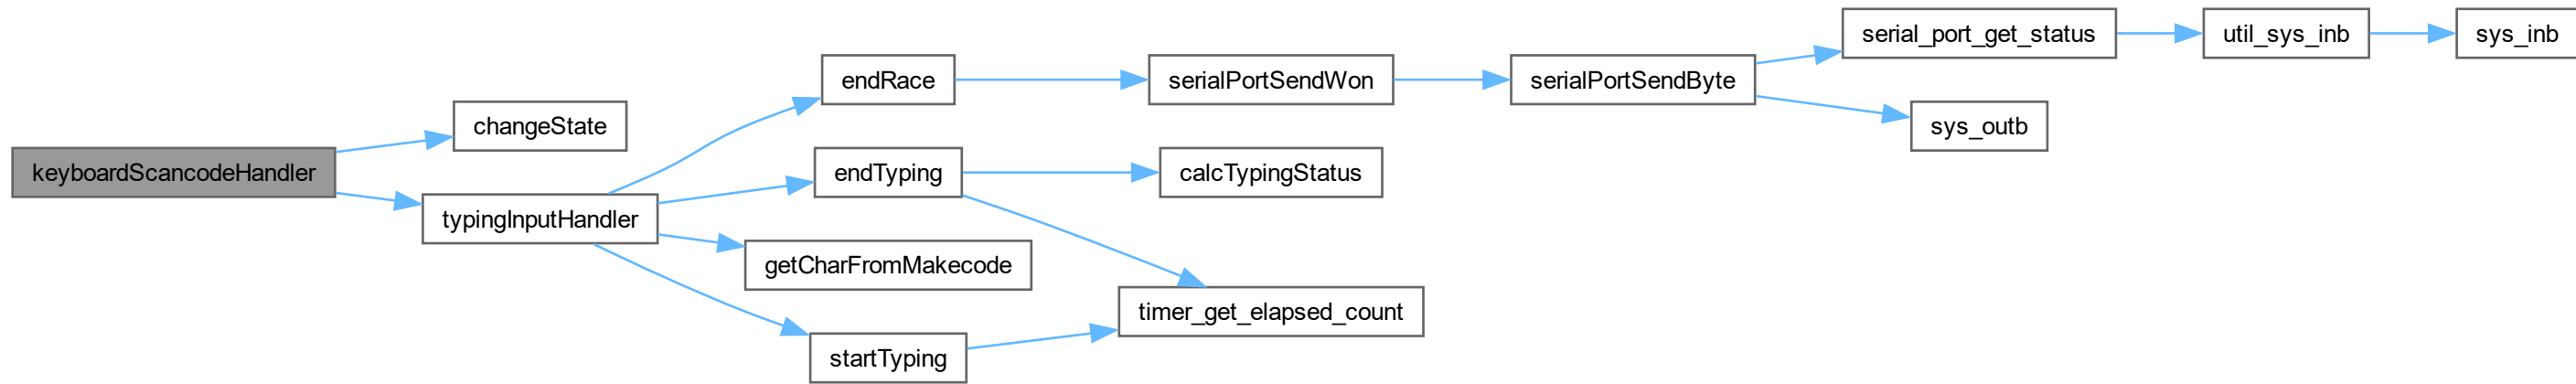 keyboardScancodeHandler
changeState
typingInputHandler
endRace
endTyping
getCharFromMakecode
startTyping
serialPortSendWon
calcTypingStatus
timer_get_elapsed_count
serialPortSendByte
serial_port_get_status
sys_outb
util_sys_inb
sys_inb